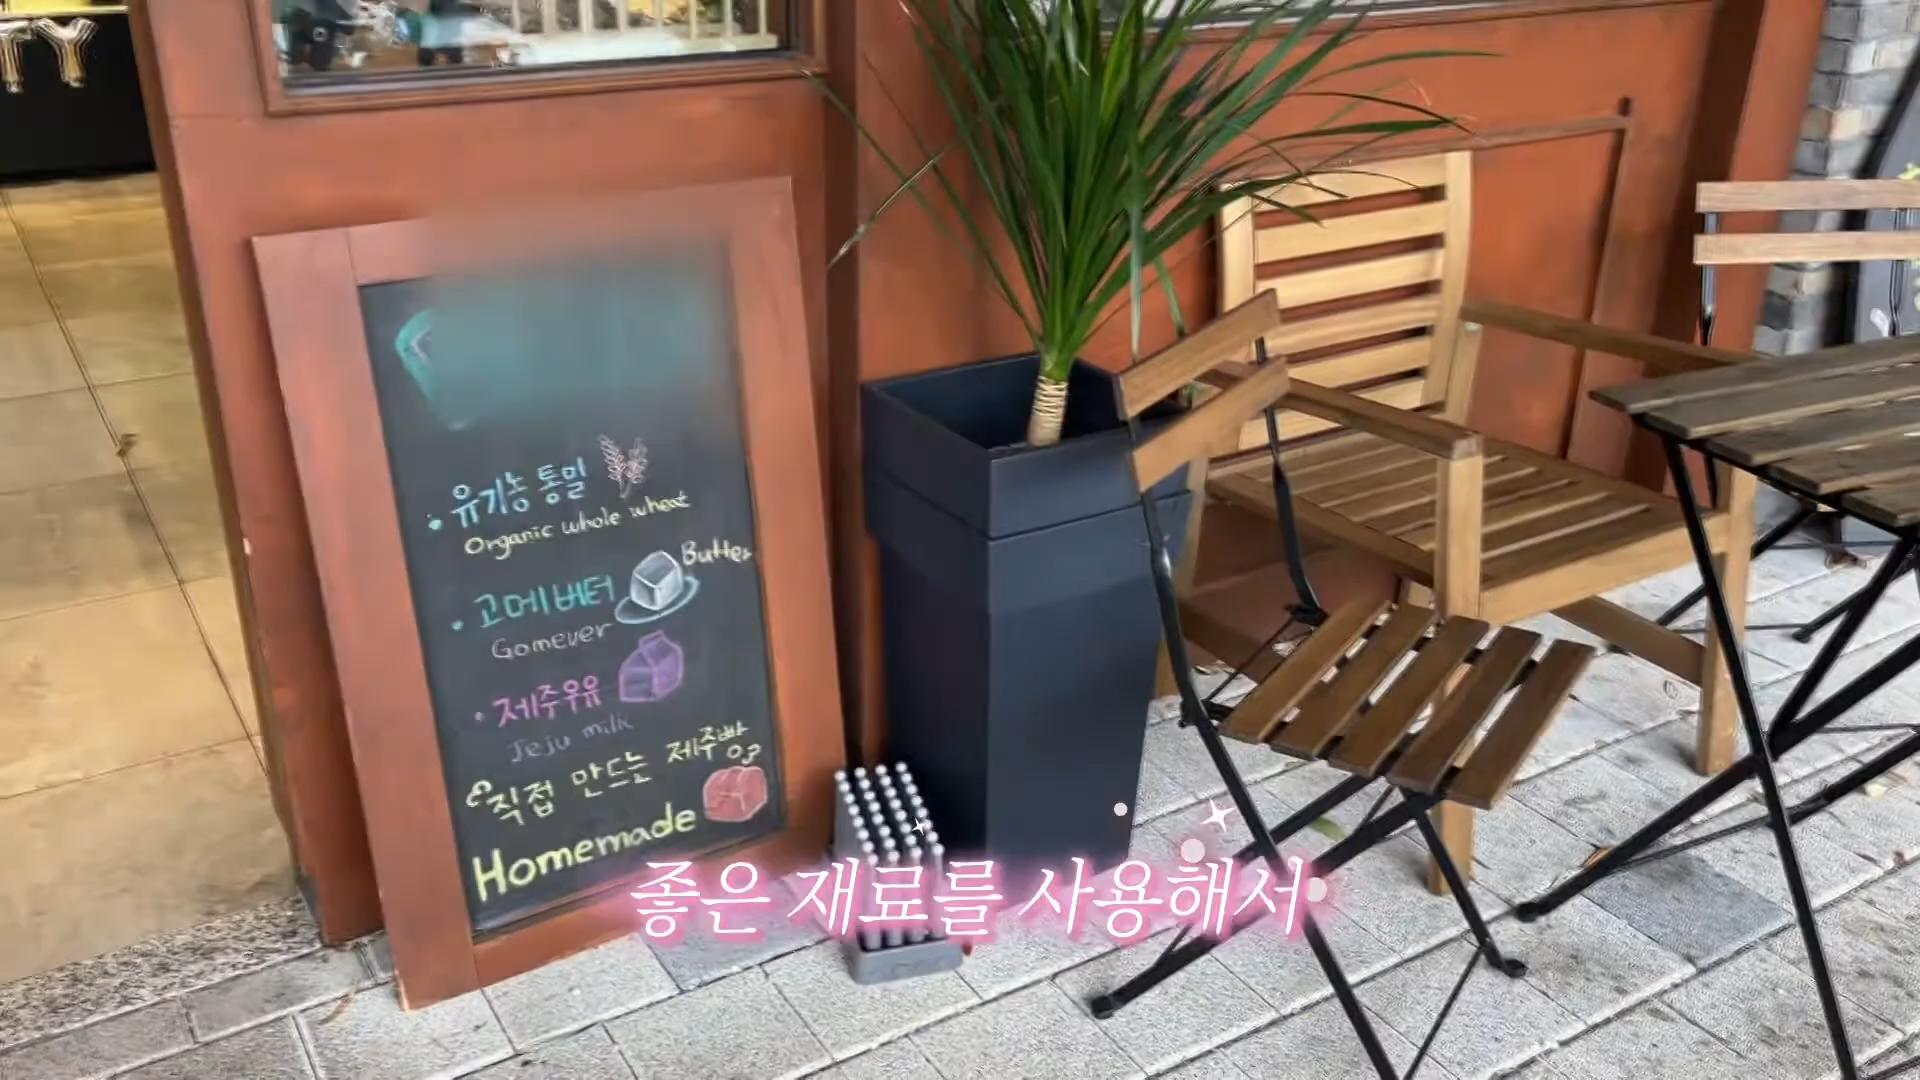 TY
유기농 통밀
Organic whole wheat
Butter
고메버터
Gomever
제주우유
Jeju milk
직접 만드는 제주빵
Homemade
좋은 재료를 사용해서